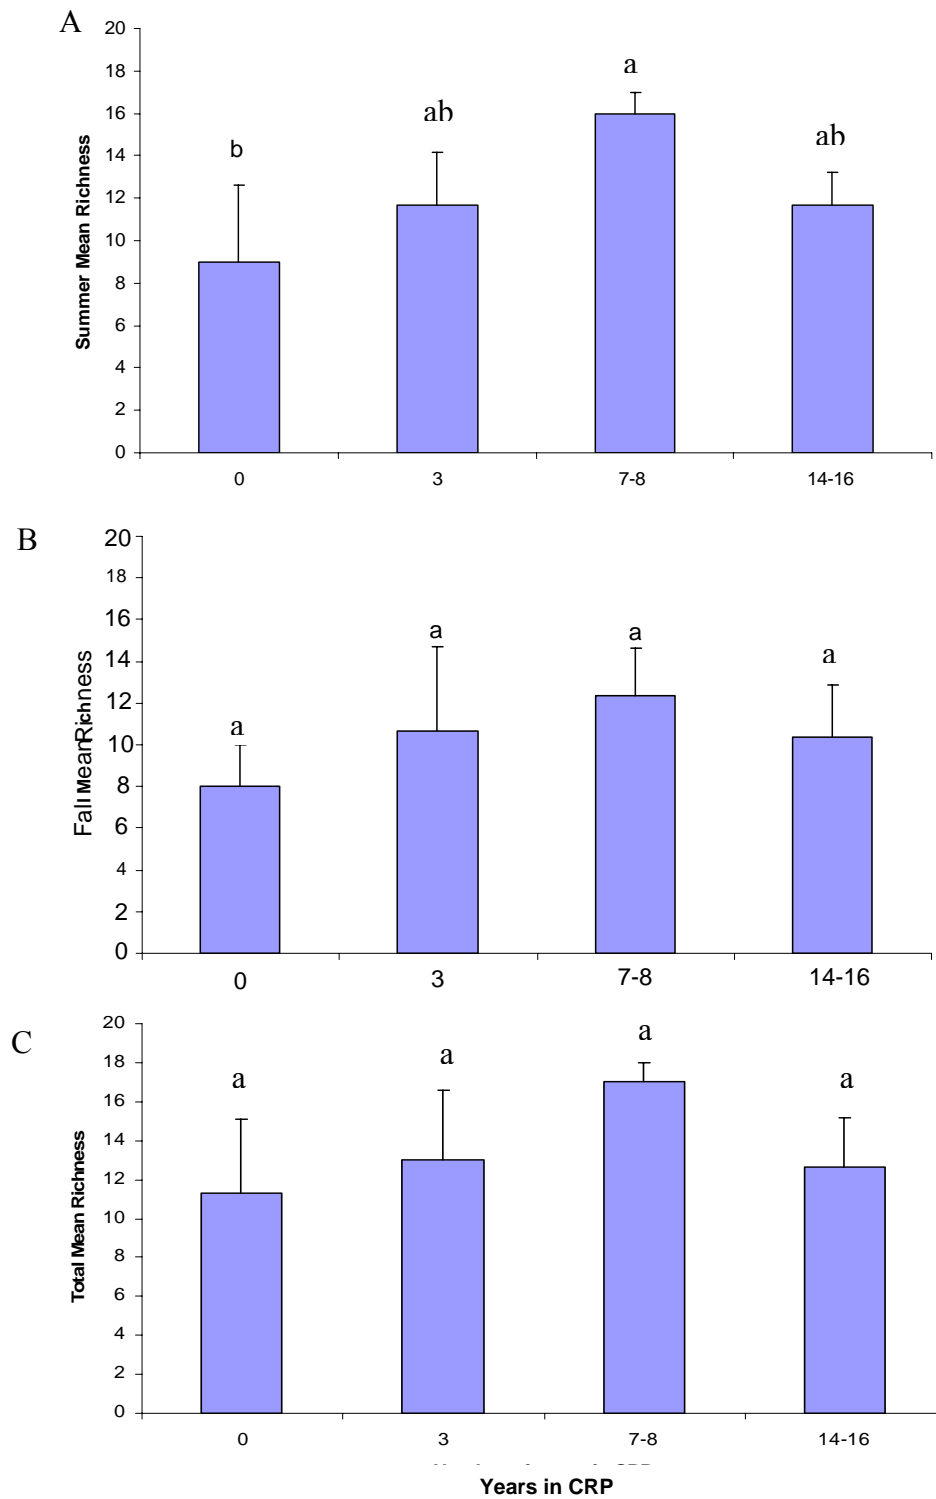 A
20
18
16
14
12
10
8
6
4
2
0
Summer Mean Richness
b
ab
a
ab
0 3 7-8 14-16
B
20
18
16
14
12
10
8
6
4
2
0
Fall Mean Richness
a
a
a
a
0 3 7-8 14-16
C
20
18
16
14
12
10
8
6
4
2
0
Total Mean Richness
a
a
a
a
0 3 7-8 14-16
Years in CRP